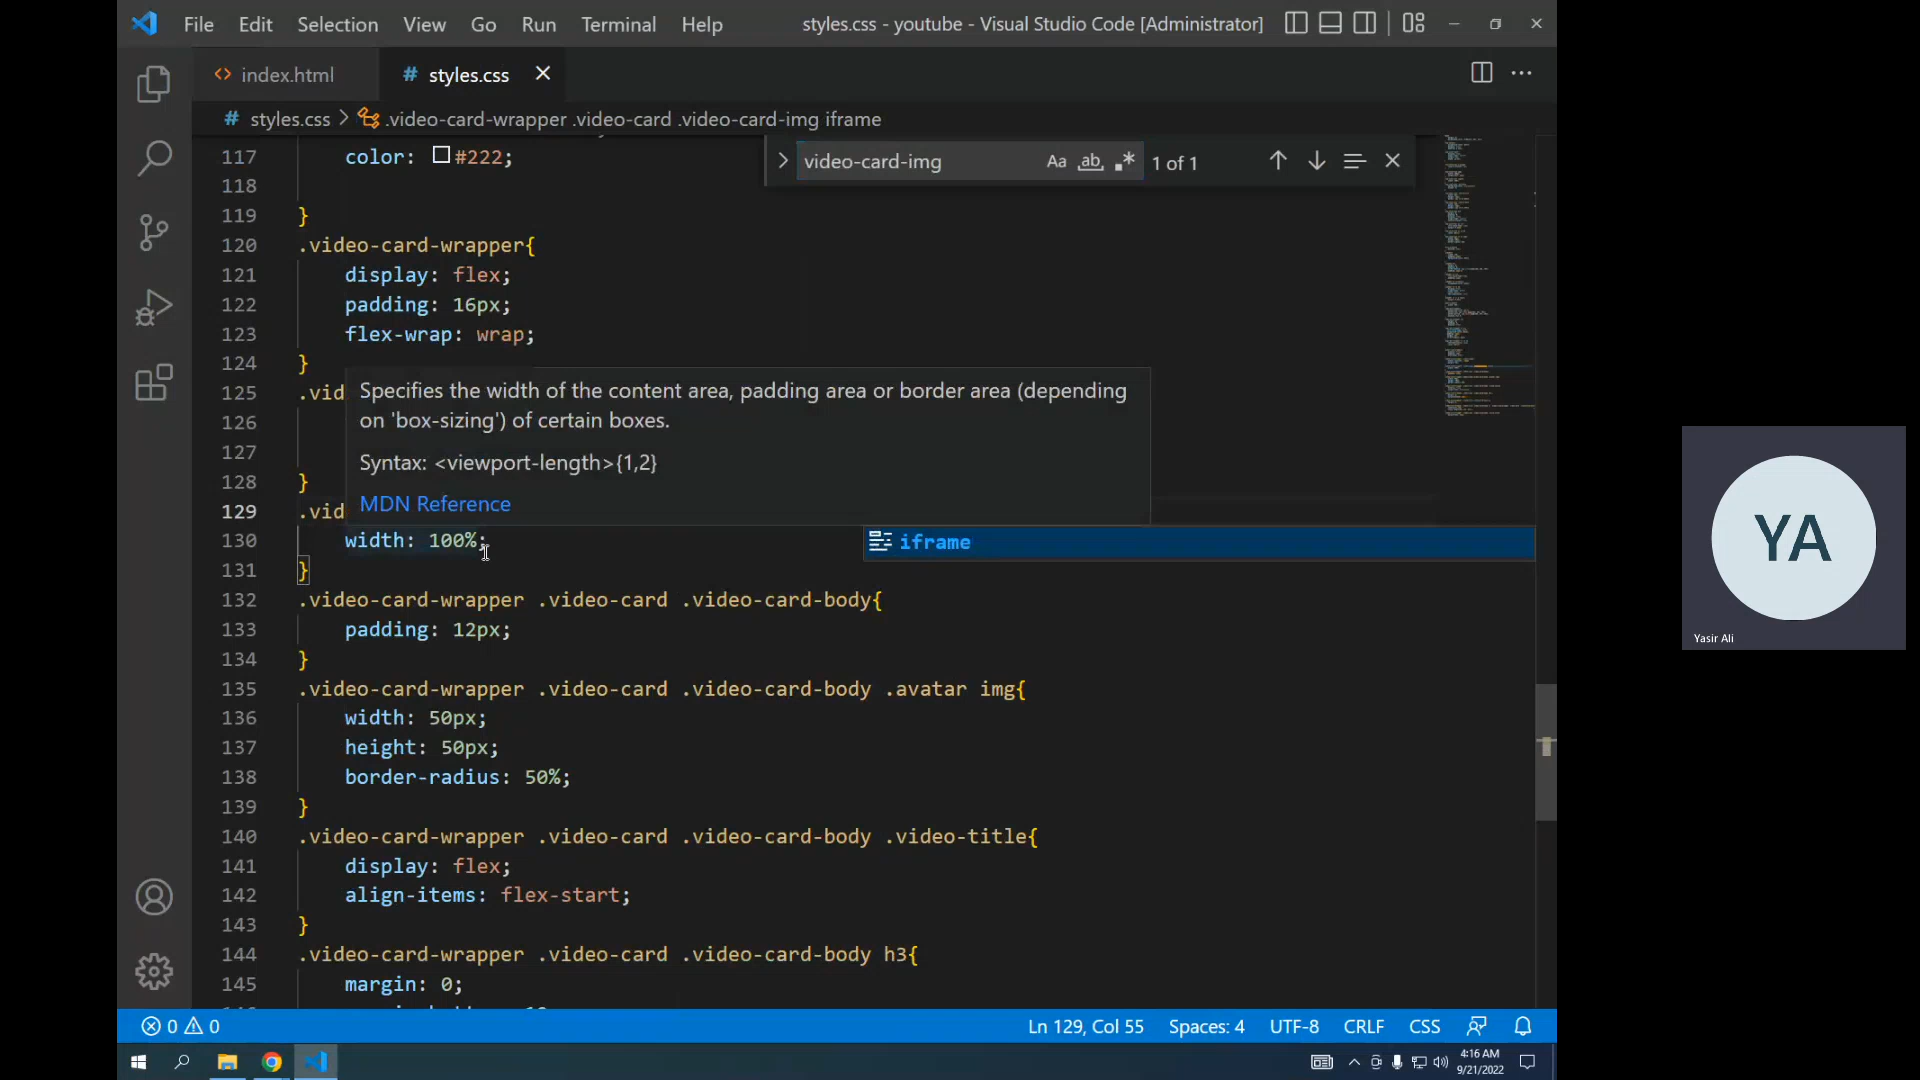 File Edit Selection View Go Run Terminal Help styles.css - youtube - Visual Studio Code [Administrator]
index.html # styles.css
# styles.css > .video-card-wrapper .video-card .video-card-img iframe
117 color: #222;
video-card-img Aa ab 1 of 1
118
119 }
120 .video-card-wrapper{
121 display: flex;
122 padding: 16px;
123 flex-wrap: wrap;
124 }
125 .vid
126
127
128 }
129 .vid
Specifies the width of the content area, padding area or border area (depending
on 'box-sizing') of certain boxes.
Syntax: <viewport-length>{1,2}
MDN Reference
130 width: 100%;
iframe
131 }
132 .video-card-wrapper .video-card .video-card-body{
133 padding: 12px;
134 }
135 .video-card-wrapper .video-card .video-card-body .avatar img{
136 width: 50px;
137 height: 50px;
138 border-radius: 50%;
139 }
140 .video-card-wrapper .video-card .video-card-body .video-title{
141 display: flex;
142 align-items: flex-start;
143 }
144 .video-card-wrapper .video-card .video-card-body h3{
145 margin: 0;
0 0 Ln 129, Col 55 Spaces: 4 UTF-8 CRLF CSS
4:16 AM
9/21/2022
YA
Yasir Ali